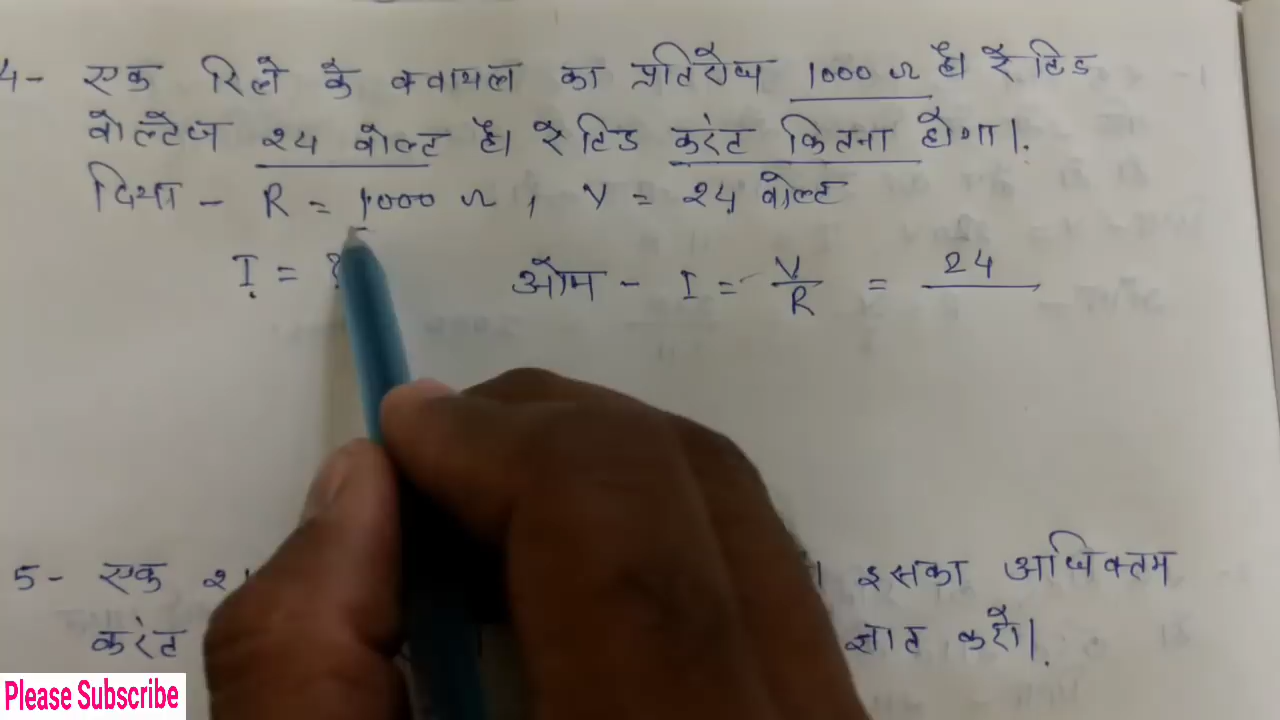 4- एक रिले के क्वायल का प्रतिरोध 1000 Ω है। रेटिड
वोल्टेज 24 वोल्ट है। रेटिड करंट कितना होगा।
दिया - R = 1000 Ω, V = 24 वोल्ट
I = ? ओम - I = V/R = 24
5- एक इसका अधिकतम
करंट ज्ञात करो।
Please Subscribe